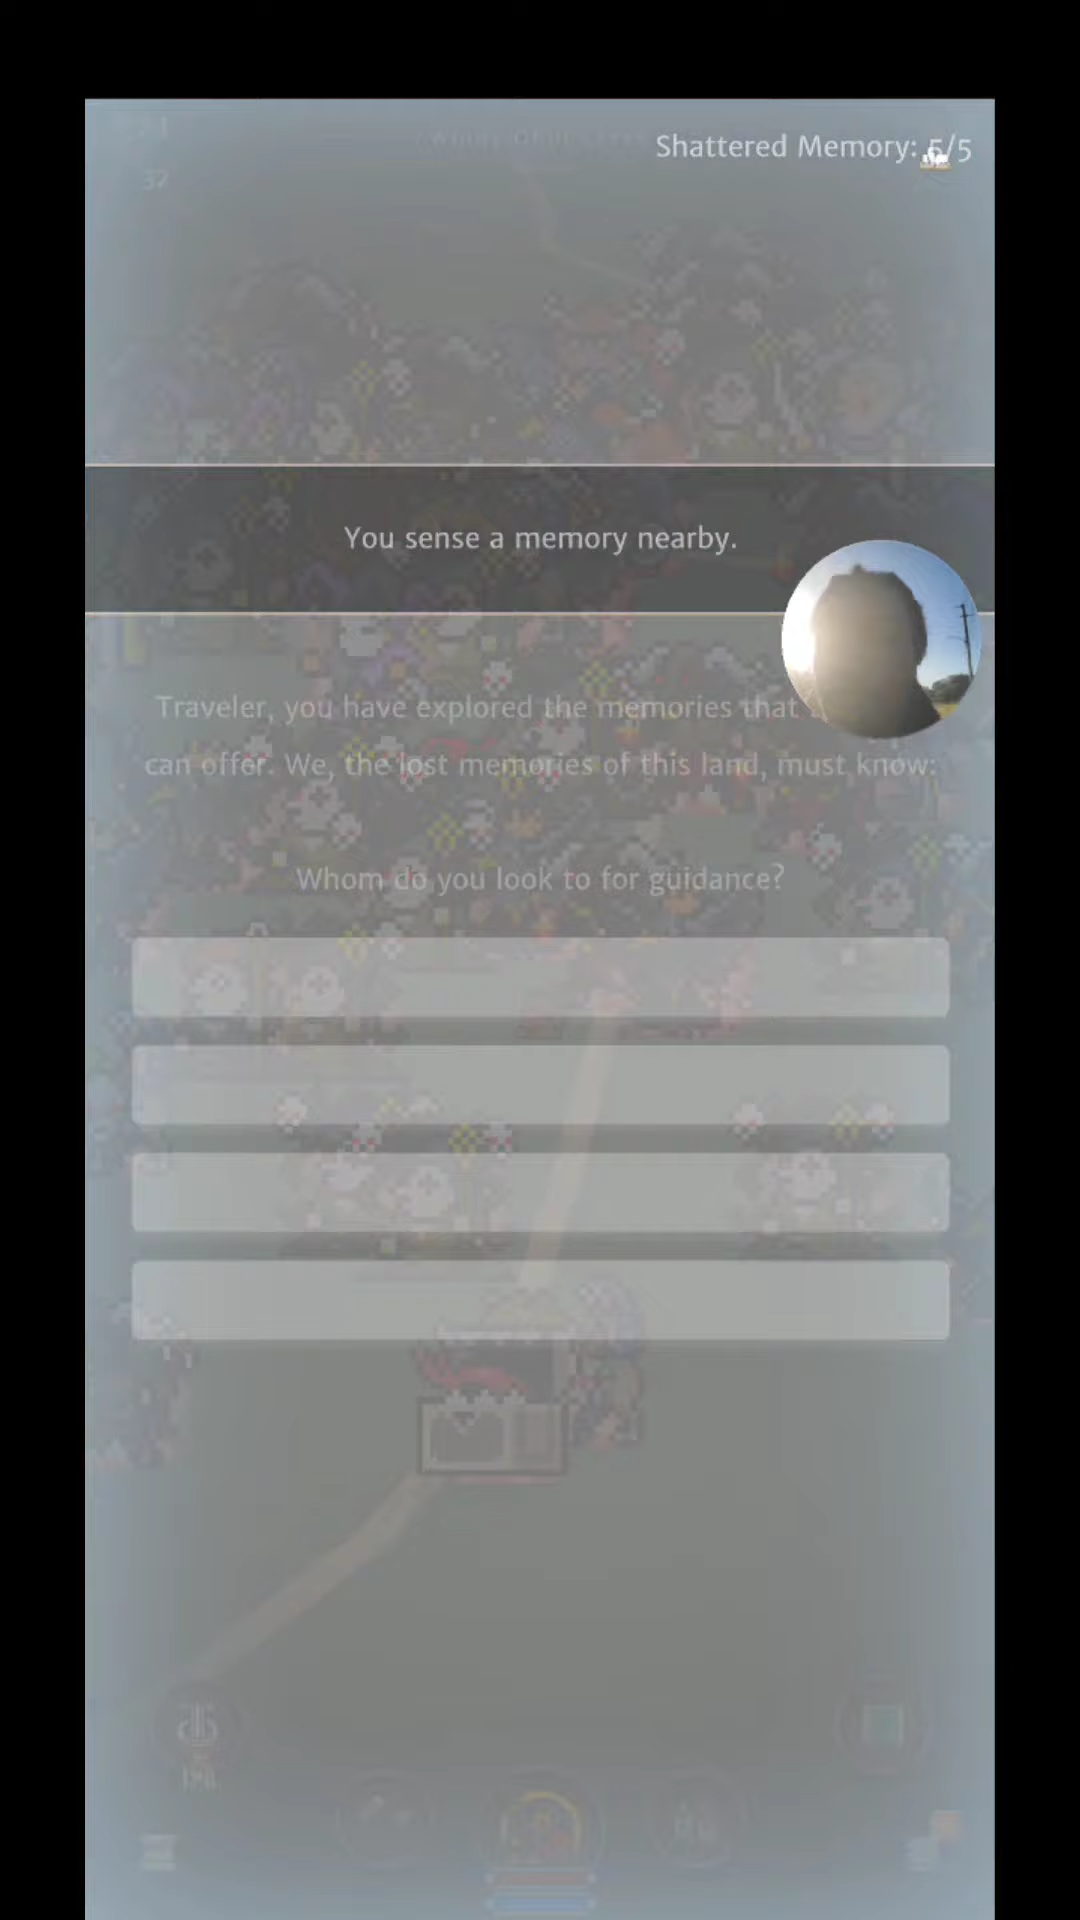 Shattered Memory: 5/5
32
You sense a memory nearby.
Traveler, you have explored the memories that
can offer. We, the lost memories of this land, must know:
Whom do you look to for guidance?